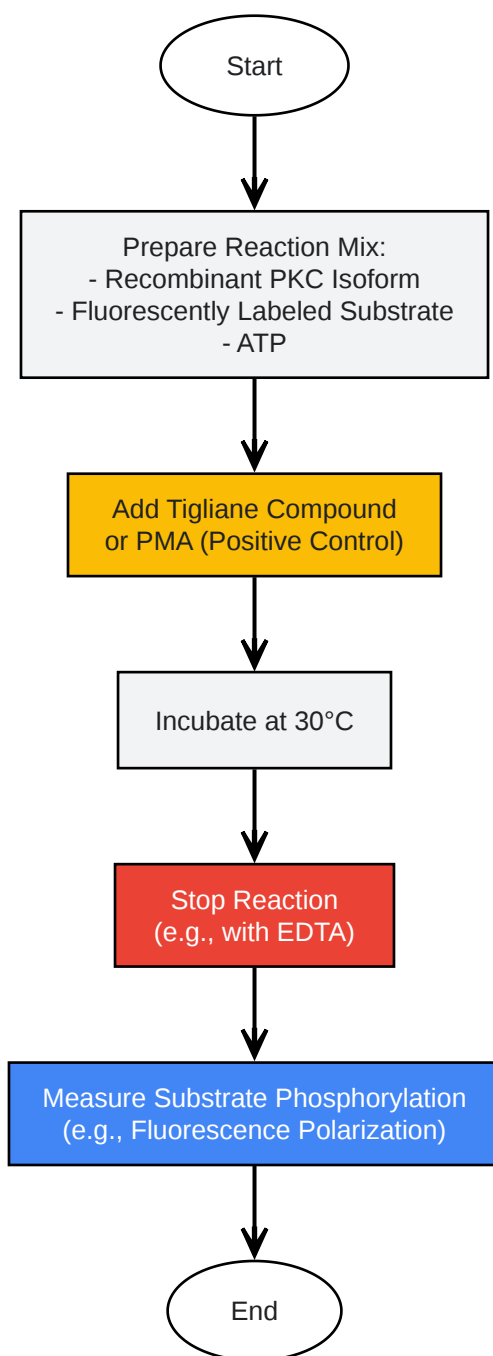 Start
Prepare Reaction Mix:
- Recombinant PKC Isoform
- Fluorescently Labeled Substrate
- ATP
Add Tigliane Compound
or PMA (Positive Control)
Incubate at 30°C
Stop Reaction
(e.g., with EDTA)
Measure Substrate Phosphorylation
(e.g., Fluorescence Polarization)
End